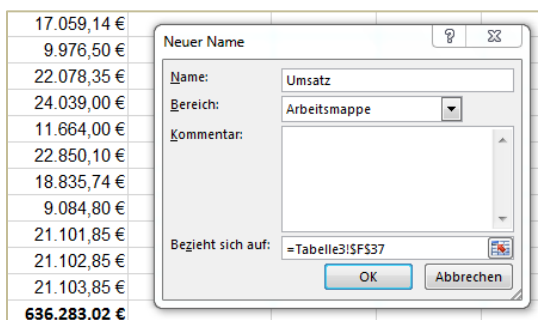 17.059,14 €
9.976,50 €
22.078,35 €
24.039,00 €
11.664,00 €
22.850,10 €
18.835,74 €
9.084,80 €
21.101,85 €
21.102,85 €
21.103,85 €
636.283,02 €
Neuer Name
Name: Umsatz
Bereich: Arbeitsmappe
Kommentar:
Bezieht sich auf: =Tabelle3!$F$37
OK Abbrechen